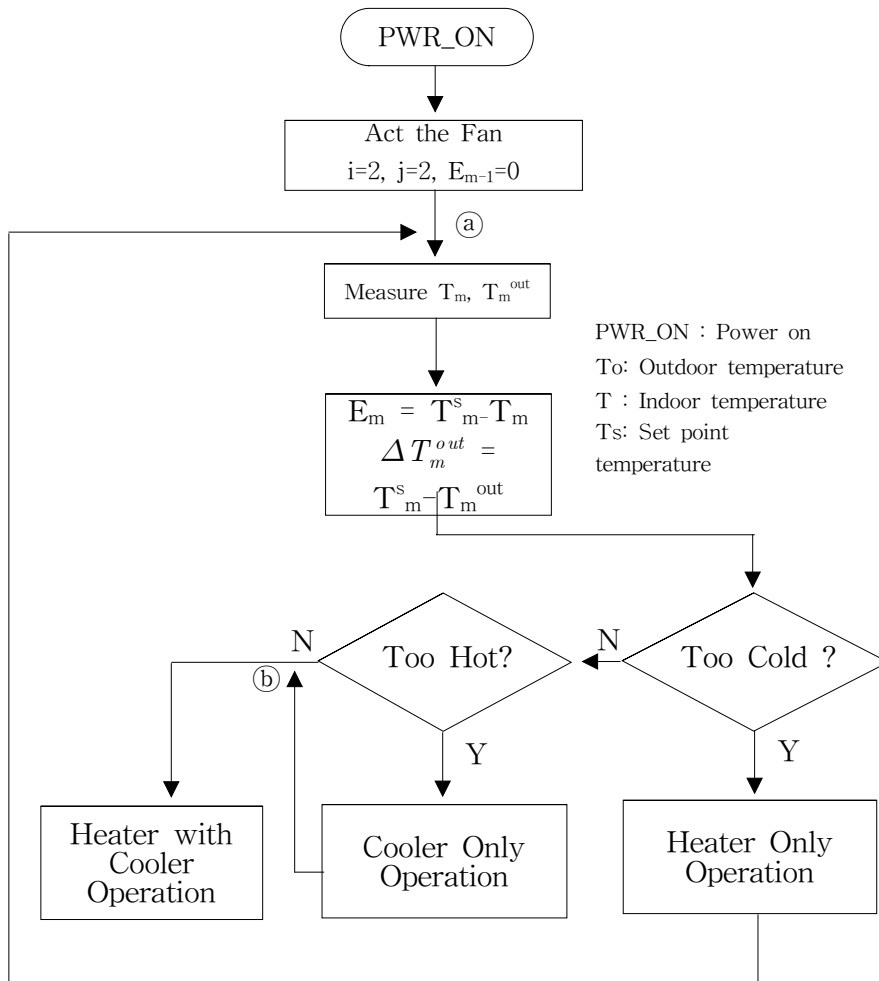 PWR_ON
Act the Fan
i=2, j=2, Eₘ₋₁=0
ⓐ
Measure Tₘ, Tₘᵒᵘᵗ
PWR_ON : Power on
To: Outdoor temperature
T : Indoor temperature
Ts: Set point
temperature
Eₘ = Tˢₘ-Tₘ
ΔTₘᵒᵘᵗ =
Tˢₘ-Tₘᵒᵘᵗ
N
Too Hot?
N
Too Cold ?
ⓑ
Y
Y
Heater with
Cooler
Operation
Cooler Only
Operation
Heater Only
Operation